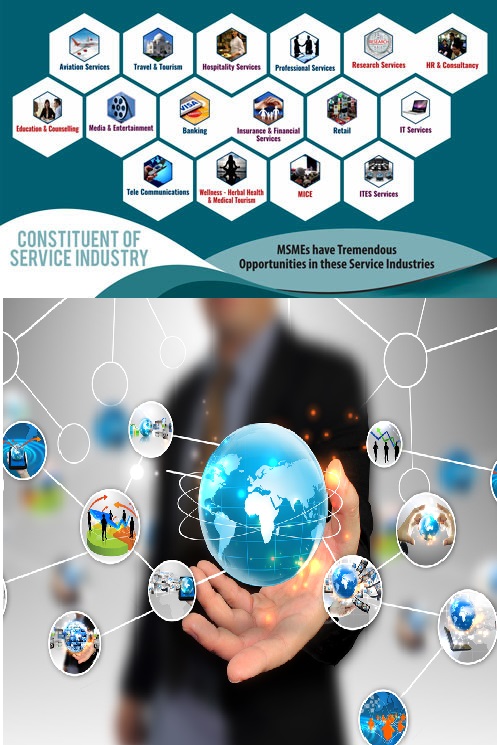 Aviation Services
Travel & Tourism
Hospitality Services
Professional Services
Research Services
HR & Consultancy
Education & Counselling
Media & Entertainment
Banking
Insurance & Financial
Services
Retail
IT Services
Tele Communications
Wellness - Herbal Health
& Medical Tourism
MICE
ITES Services
CONSTITUENT OF
SERVICE INDUSTRY
MSMEs have Tremendous
Opportunities in these Service Industries
VISA
RESEARCH